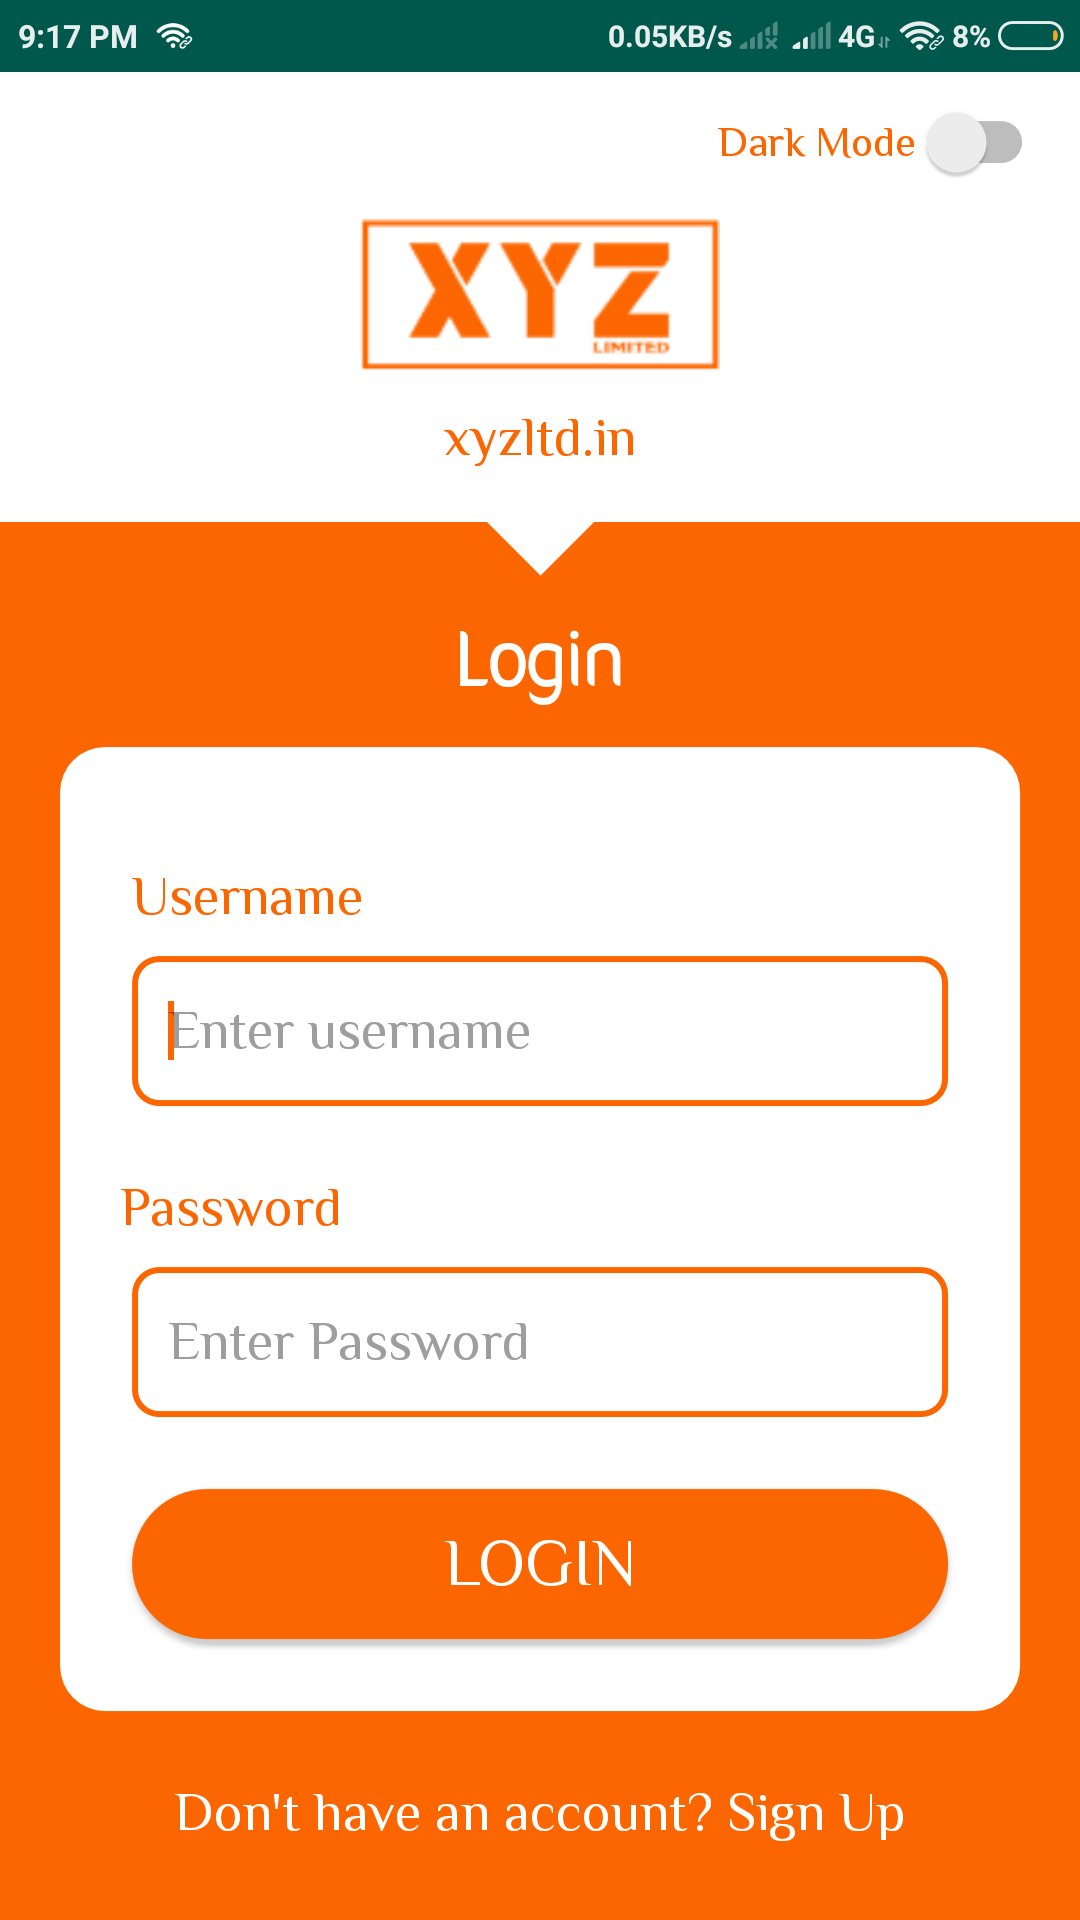 9:17 PM 0.05KB/s 4G 8%
Dark Mode
XYZ
LIMITED
xyzltd.in
Login
Username
Enter username
Password
Enter Password
LOGIN
Don't have an account? Sign Up